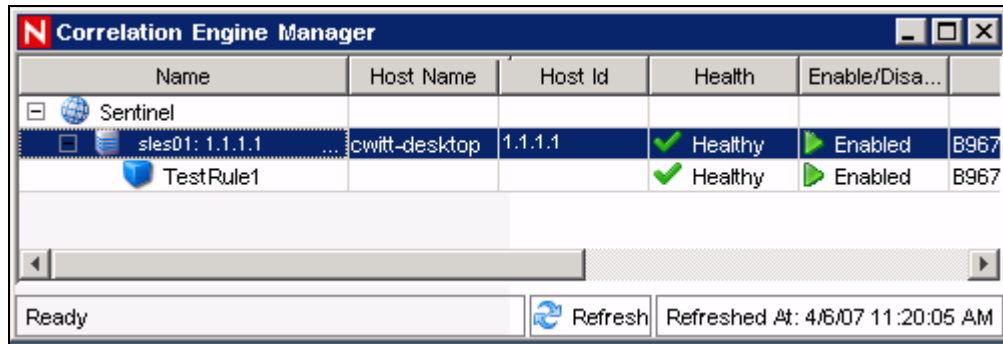 N Correlation Engine Manager
Name Host Name Host Id Health Enable/Disa...
Sentinel
sles01: 1.1.1.1 ... cwitt-desktop 1.1.1.1 Healthy Enabled B967
TestRule1 Healthy Enabled B967
Ready Refresh Refreshed At: 4/6/07 11:20:05 AM